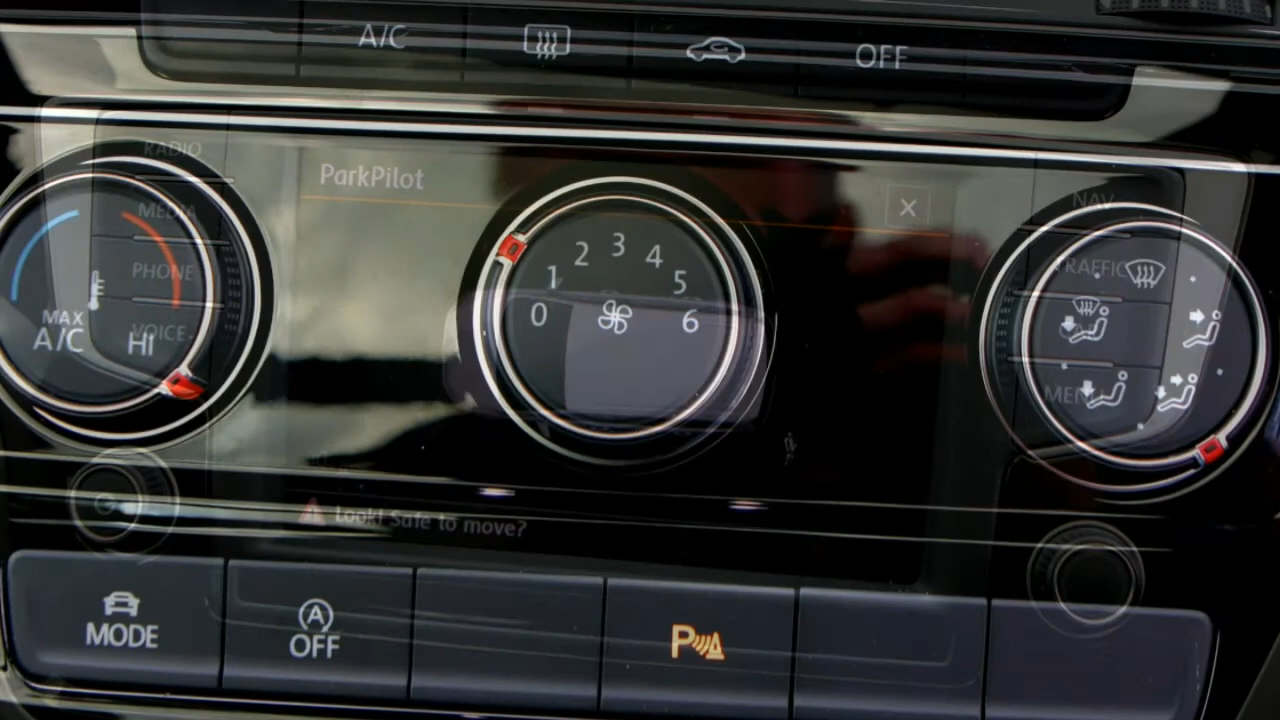 A/C
OFF
RADIO
MEDIA
PHONE
VOICE
MAX
A/C
HI
ParkPilot
0 1 2 3 4 5 6
NAV
TRAFFIC
MENU
Look! Safe to move?
MODE
A
OFF
P